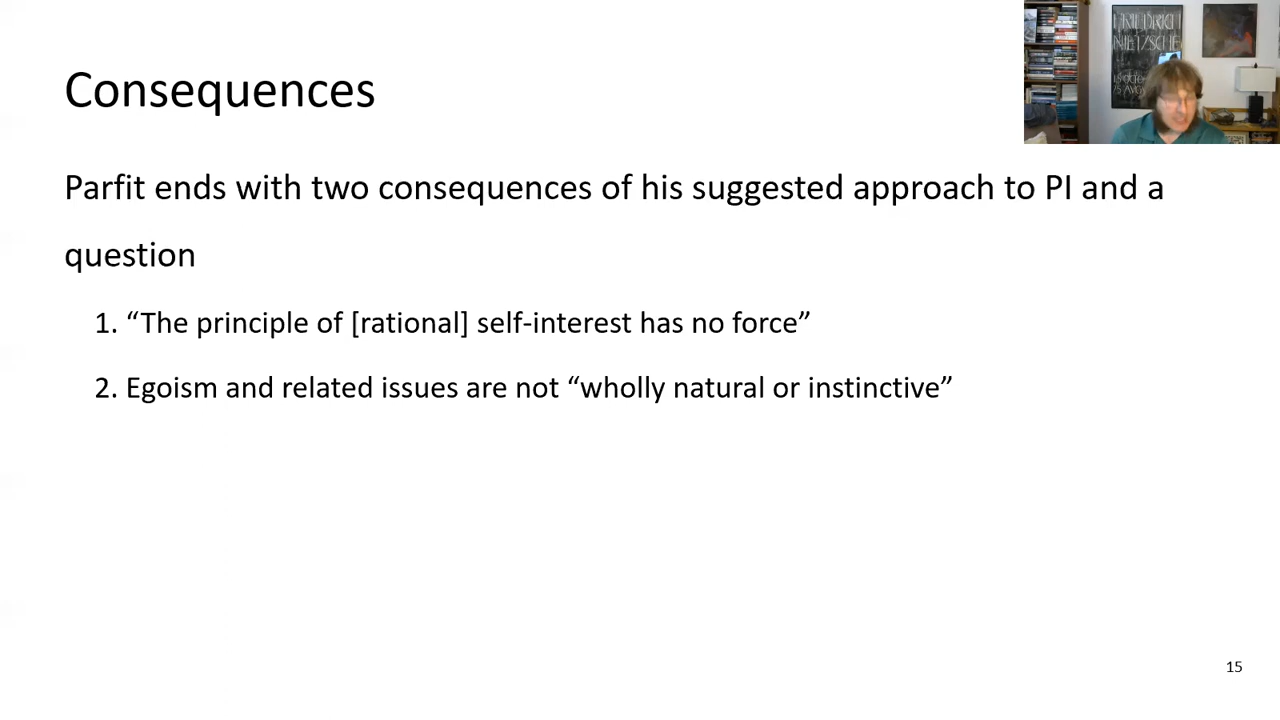 Consequences
FRIEDRICH
NIETZSCHE
Parfit ends with two consequences of his suggested approach to PI and a
question
1. “The principle of [rational] self-interest has no force”
2. Egoism and related issues are not “wholly natural or instinctive”
15